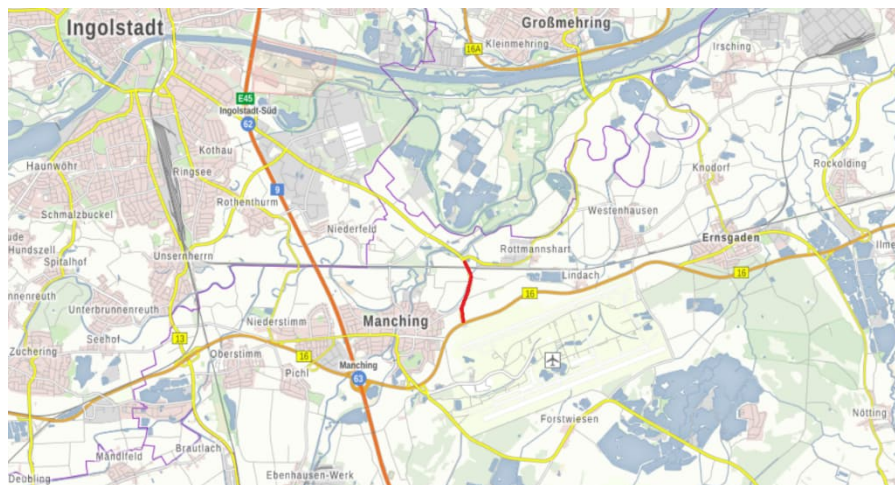 Ingolstadt
Großmehring
Kleinmehring
16A
Irsching
E45
Ingolstadt-Süd
62
Kothau
Haunwöhr
Ringsee
Knodorf
Rockolding
9
Rothenthurm
Schmalzbuckel
Westenhausen
Niederfeld
Hundszell
Spitalhof
Unsernherrn
Rottmannshart
Ernsgaden
Ilme
Lindach
16
16
nnenreuth
Unterbrunnenreuth
16
Niederstimm
Manching
Seehof
13
Zuchering
Oberstimm
16
Pichl
Manching
63
Forstwiesen
Nötting
Mändlfeld
Brautlach
Ebenhausen-Werk
Deubling